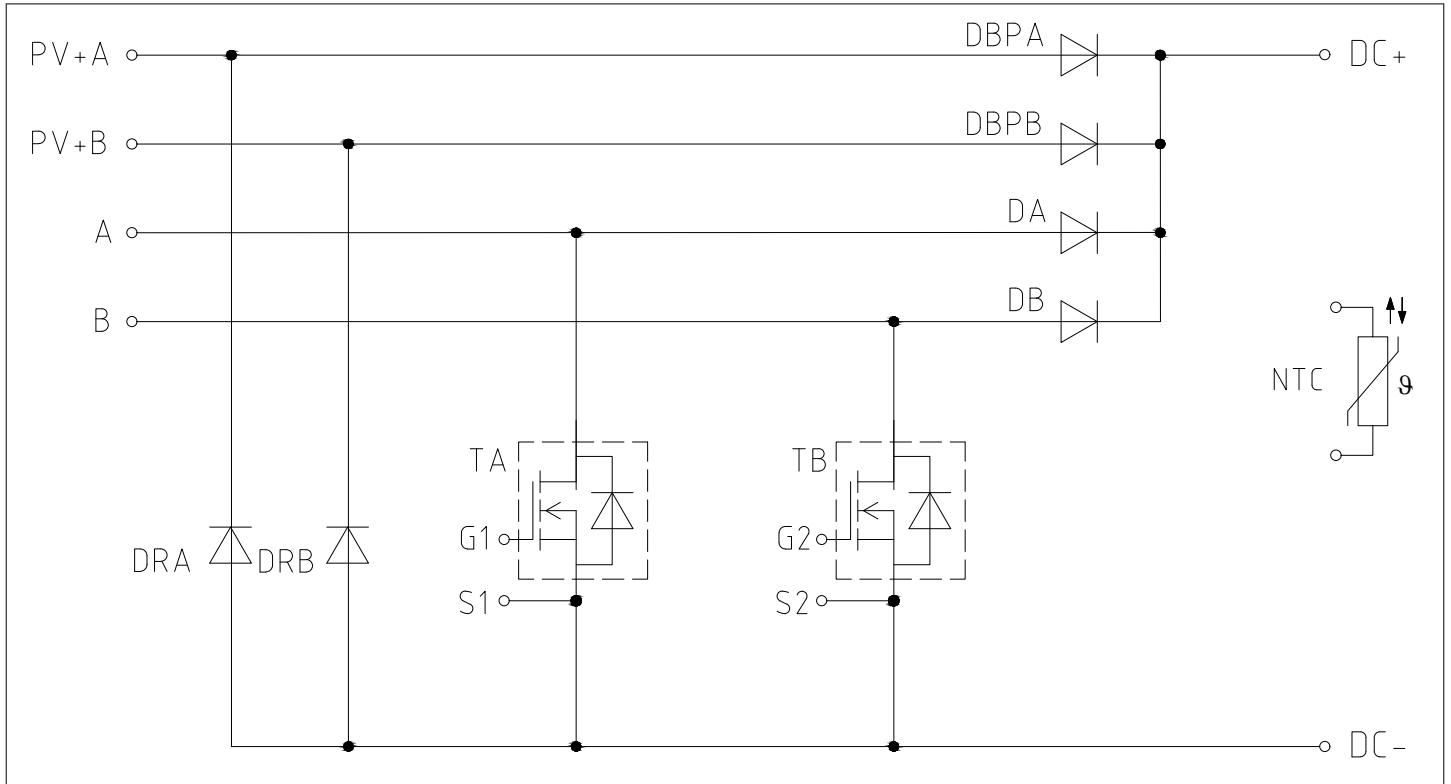 DBPA
PV+A
DC+
DBPB
PV+B
DA
A
DB
B
NTC
ϑ
TA
TB
G1
G2
DRA
DRB
S1
S2
DC-